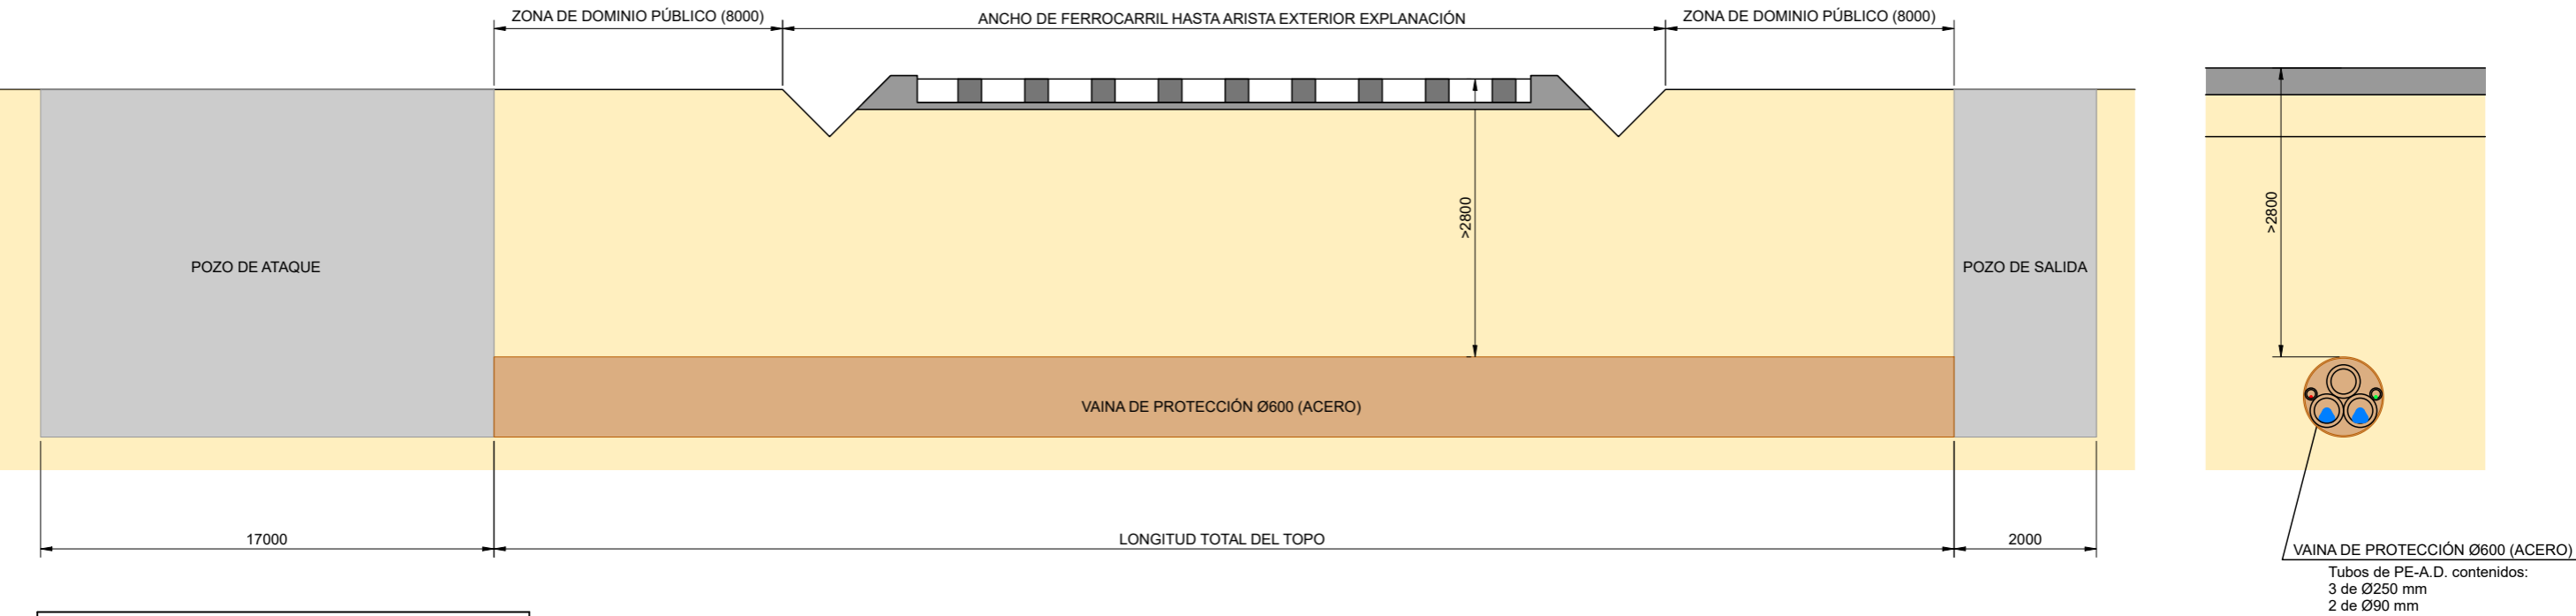 ZONA DE DOMINIO PÚBLICO (8000)
ANCHO DE FERROCARRIL HASTA ARISTA EXTERIOR EXPLANACIÓN
ZONA DE DOMINIO PÚBLICO (8000)
>2800
>2800
POZO DE ATAQUE
POZO DE SALIDA
VAINA DE PROTECCIÓN Ø600 (ACERO)
17000
LONGITUD TOTAL DEL TOPO
2000
VAINA DE PROTECCIÓN Ø600 (ACERO)
Tubos de PE-A.D. contenidos:
3 de Ø250 mm
2 de Ø90 mm